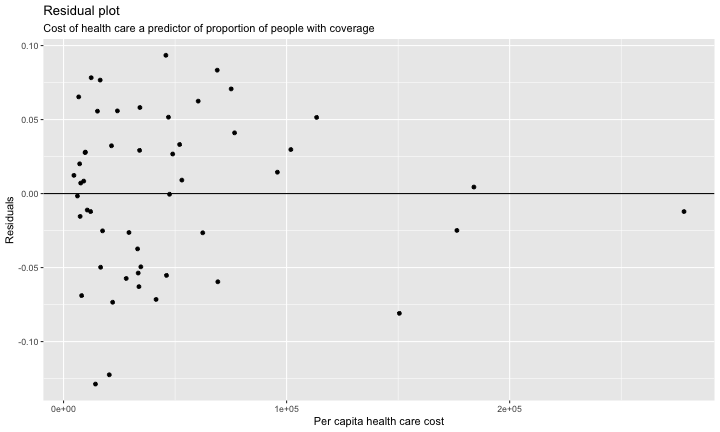 Residual plot
Cost of health care a predictor of proportion of people with coverage
0.10
0.05
0.00
-0.05
-0.10
Residuals
0e+00 1e+05 2e+05
Per capita health care cost